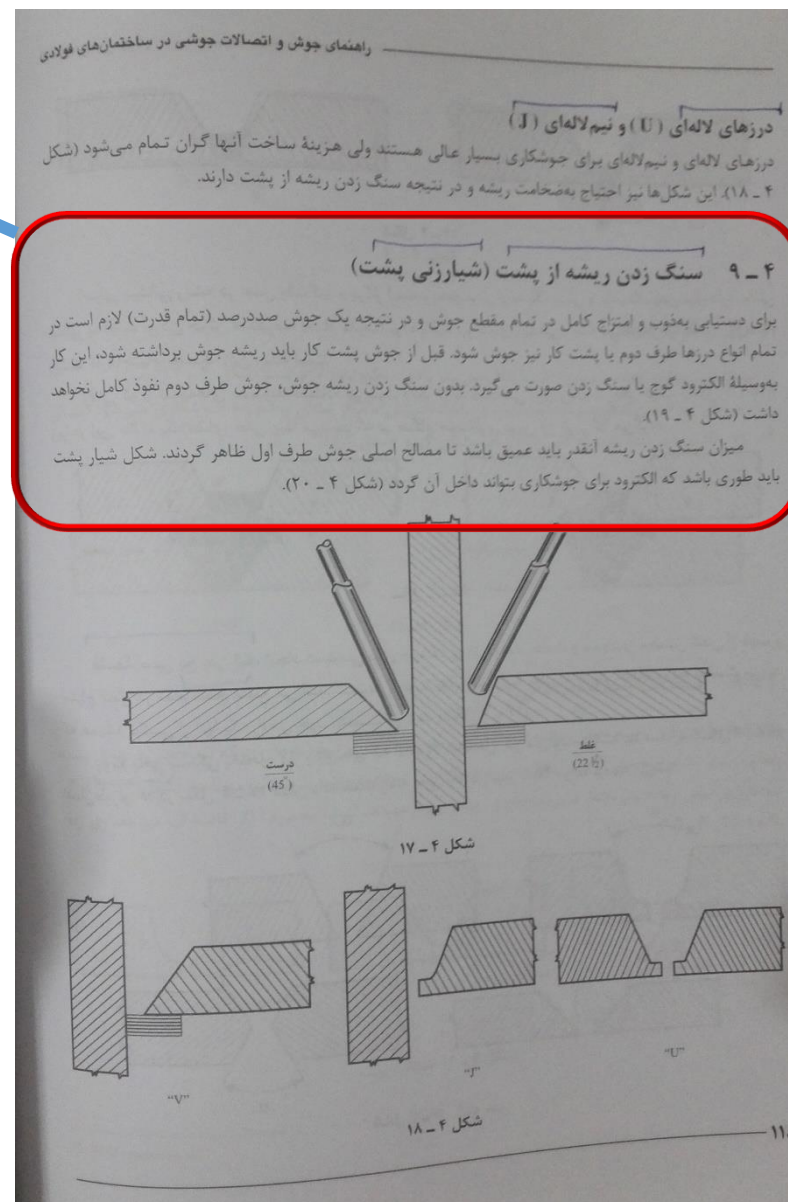 راهنمای جوش و اتصالات جوشی در ساختمان‌های فولادی
درزهای لاله‌ای (U) و نیم‌لاله‌ای (J)
درزهای لاله‌ای و نیم‌لاله‌ای برای جوشکاری بسیار عالی هستند ولی هزینهٔ ساخت آنها گران تمام می‌شود (شکل
۴ ـ ۱۸). این شکل‌ها نیز احتیاج به‌ضخامت ریشه و در نتیجه سنگ زدن ریشه از پشت دارند.
۴ ـ ۹ سنگ زدن ریشه از پشت (شیارزنی پشت)
برای دستیابی به‌ذوب و امتزاج کامل در تمام مقطع جوش و در نتیجه یک جوش صددرصد (تمام قدرت) لازم است در
تمام انواع درزها طرف دوم یا پشت کار نیز جوش شود. قبل از جوش پشت کار باید ریشه جوش برداشته شود، این کار
به‌وسیلهٔ الکترود گوج یا سنگ زدن صورت می‌گیرد. بدون سنگ زدن ریشه جوش، جوش طرف دوم نفوذ کامل نخواهد
داشت (شکل ۴ ـ ۱۹).
میزان سنگ زدن ریشه آنقدر باید عمیق باشد تا مصالح اصلی جوش طرف اول ظاهر گردند. شکل شیار پشت
باید طوری باشد که الکترود برای جوشکاری بتواند داخل آن گردد (شکل ۴ ـ ۲۰).
درست
(45°)
غلط
(22 ½)
شکل ۴ ـ ۱۷
"V"
"J"
"U"
شکل ۴ ـ ۱۸